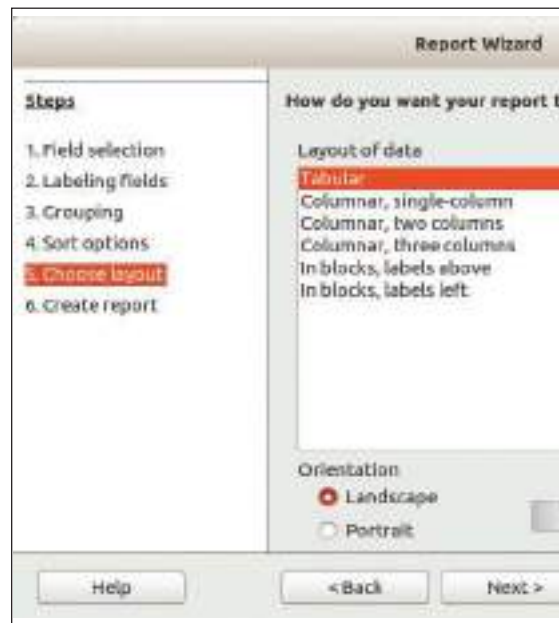 Report Wizard
Steps
1. Field selection
2. Labeling fields
3. Grouping
4. Sort options
5. Choose layout
6. Create report
How do you want your report t
Layout of data
Tabular
Columnar, single-column
Columnar, two columns
Columnar, three columns
In blocks, labels above
In blocks, labels left
Orientation
Landscape
Portrait
Help
< Back
Next >